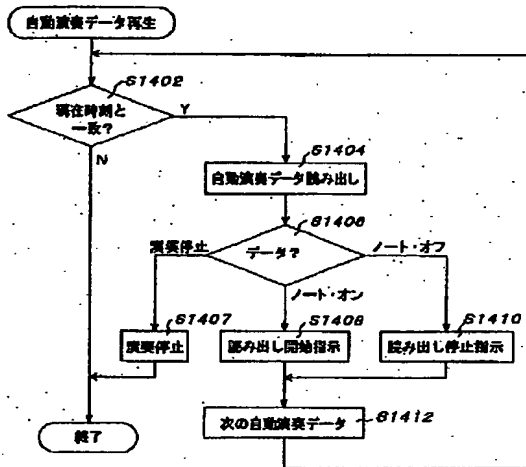 自動演奏データ再生
S1402
現在時刻と
一致?
Y
N
S1404
自動演奏データ読み出し
S1406
データ?
演奏停止
ノート・オフ
ノート・オン
S1407
演奏停止
S1408
読み出し開始指示
S1410
読み出し停止指示
次の自動演奏データ
S1412
終了